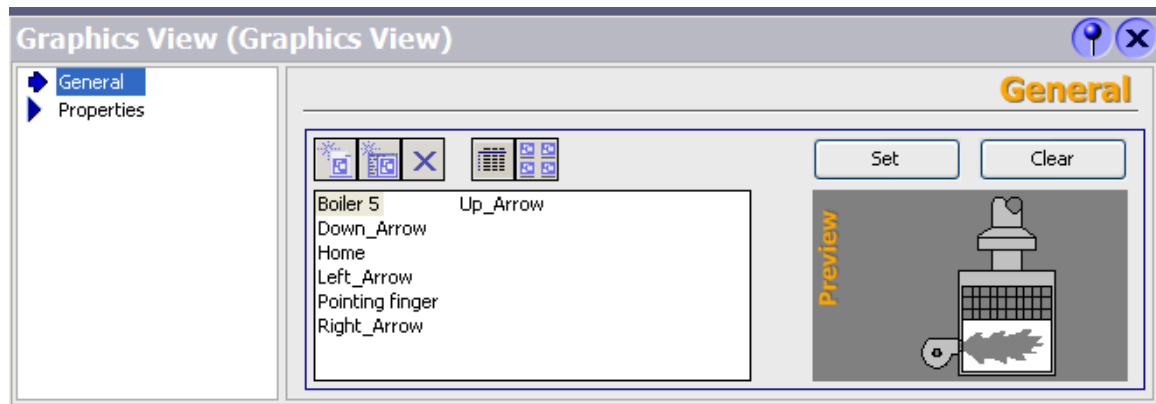 Graphics View (Graphics View)
General
Properties
General
Set
Clear
Boiler 5 Up_Arrow
Down_Arrow
Home
Left_Arrow
Pointing finger
Right_Arrow
Preview